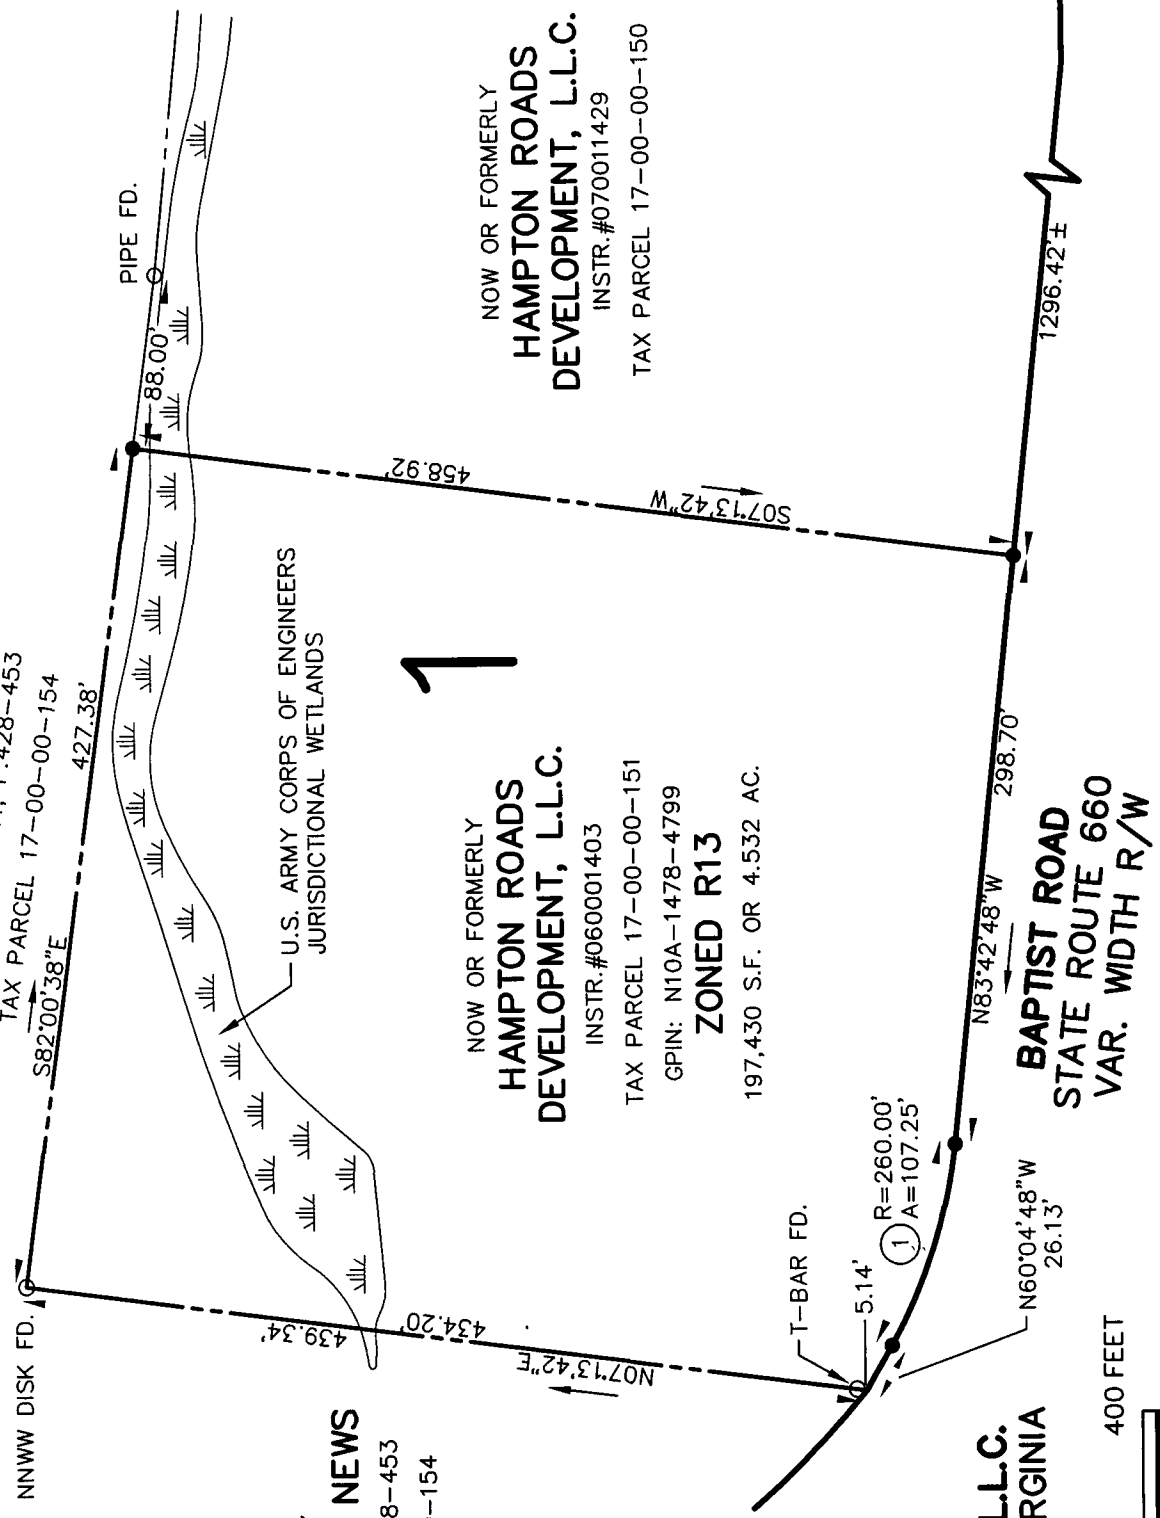 NNWW DISK FD.
P.428-453
TAX PARCEL 17-00-00-154
S82°00'38"E
427.38'
PIPE FD.
88.00'
U.S. ARMY CORPS OF ENGINEERS
JURISDICTIONAL WETLANDS
439.34'
434.20'
N07°13'42"E
458.92'
S07°13'42"W
1
NOW OR FORMERLY
HAMPTON ROADS
DEVELOPMENT, L.L.C.
INSTR.#060001403
TAX PARCEL 17-00-00-151
GPIN: N10A-1478-4799
ZONED R13
197,430 S.F. OR 4.532 AC.
NOW OR FORMERLY
HAMPTON ROADS
DEVELOPMENT, L.L.C.
INSTR.#070011429
TAX PARCEL 17-00-00-150
NEWS
8-453
-154
T-BAR FD.
5.14'
1
R=260.00'
A=107.25'
N60°04'48"W
26.13'
N83°42'48"W
298.70'
1296.42'±
BAPTIST ROAD
STATE ROUTE 660
VAR. WIDTH R/W
L.L.C.
RGINIA
400 FEET